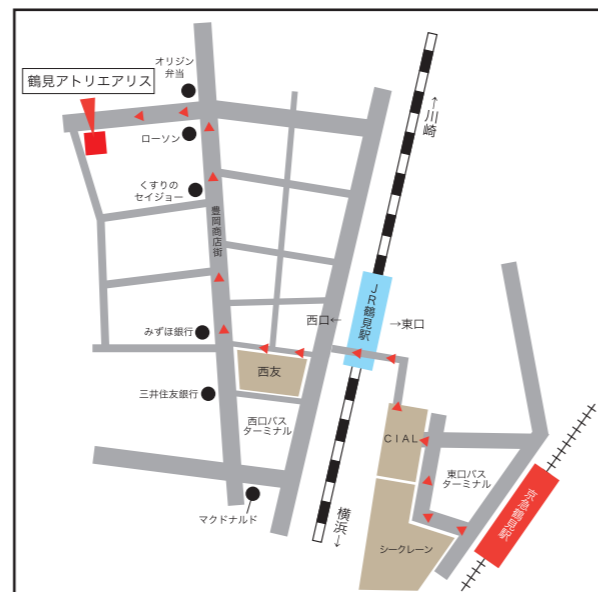 オリジン
弁当
鶴見アトリエアリス
ローソン
くすりの
セイジョー
豊岡商店街
←川崎
JR鶴見駅
西口←
→東口
みずほ銀行
西友
三井住友銀行
西口バス
ターミナル
CIAL
東口バス
ターミナル
マクドナルド
横浜→
シークレーン
京急鶴見駅